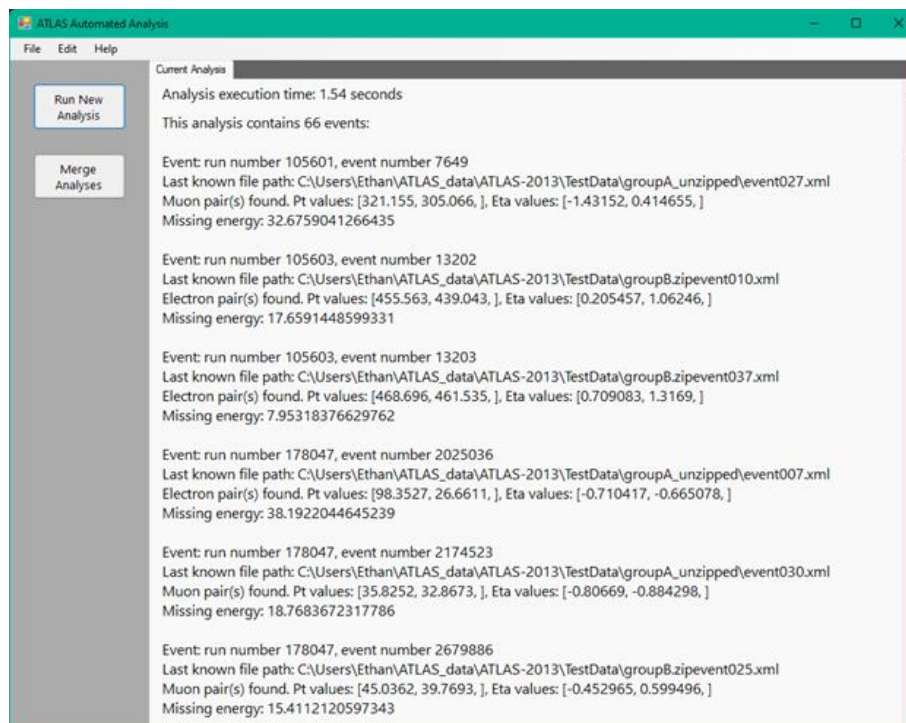 ATLAS Automated Analysis
File Edit Help
Run New
Analysis
Merge
Analyses
Current Analysis
Analysis execution time: 1.54 seconds
This analysis contains 66 events:
Event: run number 105601, event number 7649
Last known file path: C:\Users\Ethan\ATLAS_data\ATLAS-2013\TestData\groupA_unzipped\event027.xml
Muon pair(s) found. Pt values: [321.155, 305.066, ], Eta values: [-1.43152, 0.414655, ]
Missing energy: 32.6759041266435
Event: run number 105603, event number 13202
Last known file path: C:\Users\Ethan\ATLAS_data\ATLAS-2013\TestData\groupB.zipevent010.xml
Electron pair(s) found. Pt values: [455.563, 439.043, ], Eta values: [0.205457, 1.06246, ]
Missing energy: 17.6591448599331
Event: run number 105603, event number 13203
Last known file path: C:\Users\Ethan\ATLAS_data\ATLAS-2013\TestData\groupB.zipevent037.xml
Electron pair(s) found. Pt values: [468.696, 461.535, ], Eta values: [0.709083, 1.3169, ]
Missing energy: 7.95318376629762
Event: run number 178047, event number 2025036
Last known file path: C:\Users\Ethan\ATLAS_data\ATLAS-2013\TestData\groupA_unzipped\event007.xml
Electron pair(s) found. Pt values: [98.3527, 26.6611, ], Eta values: [-0.710417, -0.665078, ]
Missing energy: 38.1922044645239
Event: run number 178047, event number 2174523
Last known file path: C:\Users\Ethan\ATLAS_data\ATLAS-2013\TestData\groupA_unzipped\event030.xml
Muon pair(s) found. Pt values: [35.8252, 32.8673, ], Eta values: [-0.80669, -0.884298, ]
Missing energy: 18.7683672317786
Event: run number 178047, event number 2679886
Last known file path: C:\Users\Ethan\ATLAS_data\ATLAS-2013\TestData\groupB.zipevent025.xml
Muon pair(s) found. Pt values: [45.0362, 39.7693, ], Eta values: [-0.452965, 0.599496, ]
Missing energy: 15.4112120597343